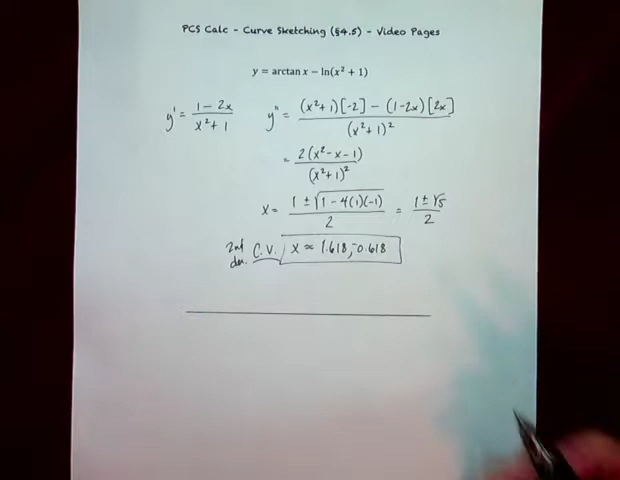 PCS Calc - Curve Sketching (§4.5) - Video Pages
y = arctan x − ln(x² + 1)
y' = (1 - 2x)/(x² + 1)   y'' = ((x²+1)[-2] - (1-2x)[2x])/(x²+1)²
= 2(x²-x-1)/(x²+1)²
x = (1 ± √(1 - 4(1)(-1)))/2 = (1 ± √5)/2
2nd der. C.V. x ≈ 1.618, -0.618